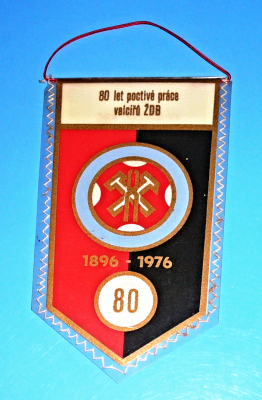 80 let poctivé práce
valcířů ŽDB
1896 - 1976
80